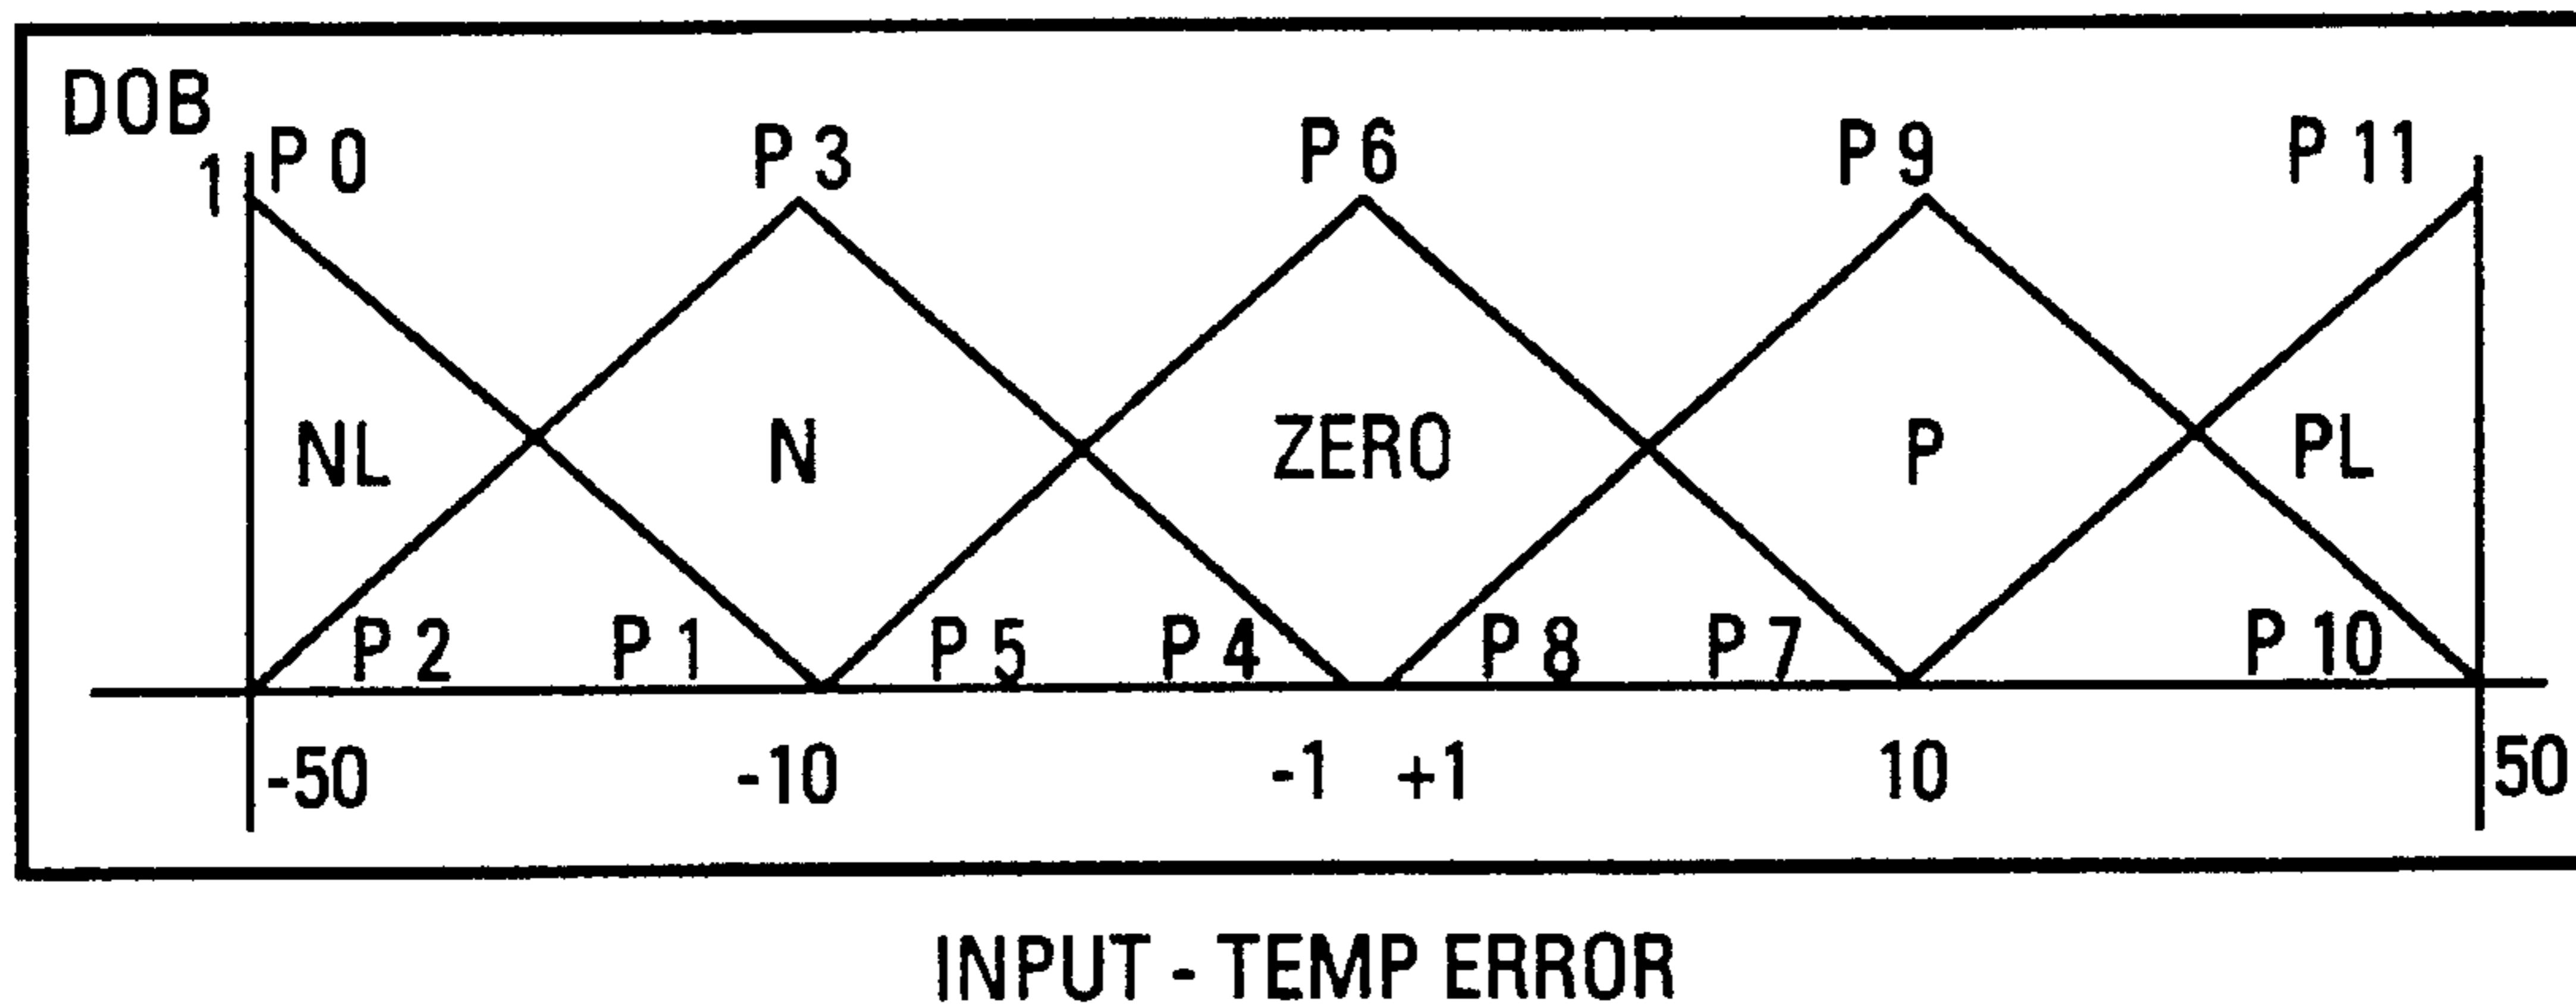 DOB
1 P 0 P 3 P 6 P 9 P 11
NL N ZERO P PL
P 2 P 1 P 5 P 4 P 8 P 7 P 10
-50 -10 -1 +1 10 50
INPUT - TEMP ERROR